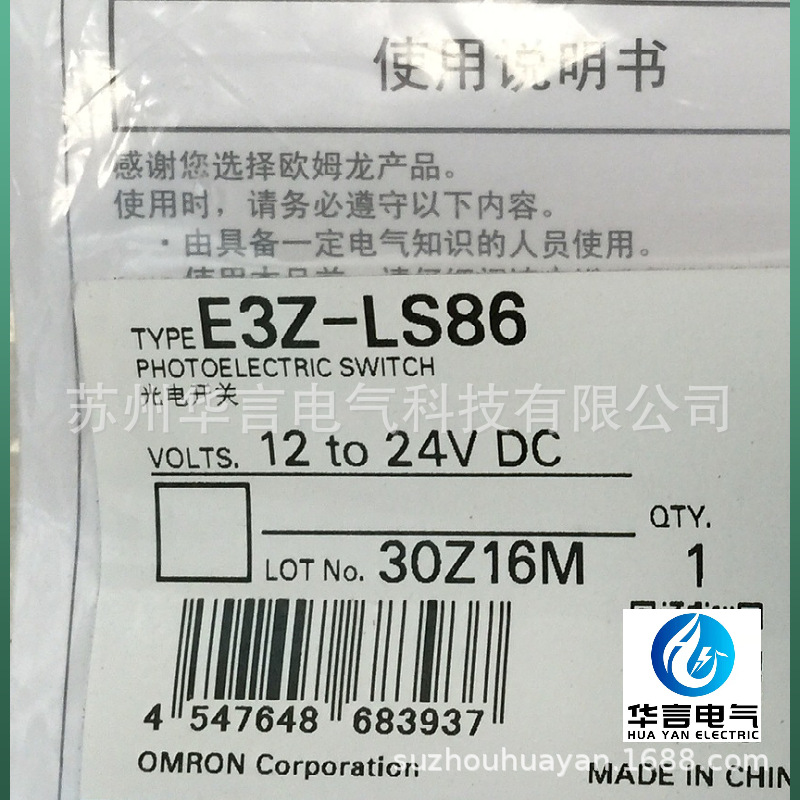 使用说明书
感谢您选择欧姆龙产品。
使用时，请务必遵守以下内容。
・由具备一定电气知识的人员使用。
TYPE E3Z-LS86
PHOTOELECTRIC SWITCH
光电开关
苏州华言电气科技有限公司
VOLTS. 12 to 24V DC
QTY.
LOT No. 30Z16M 1
4 547648 683937
华言电气
HUA YAN ELECTRIC
OMRON Corporation
suzhouhuayan.1688.com
MADE IN CHIN